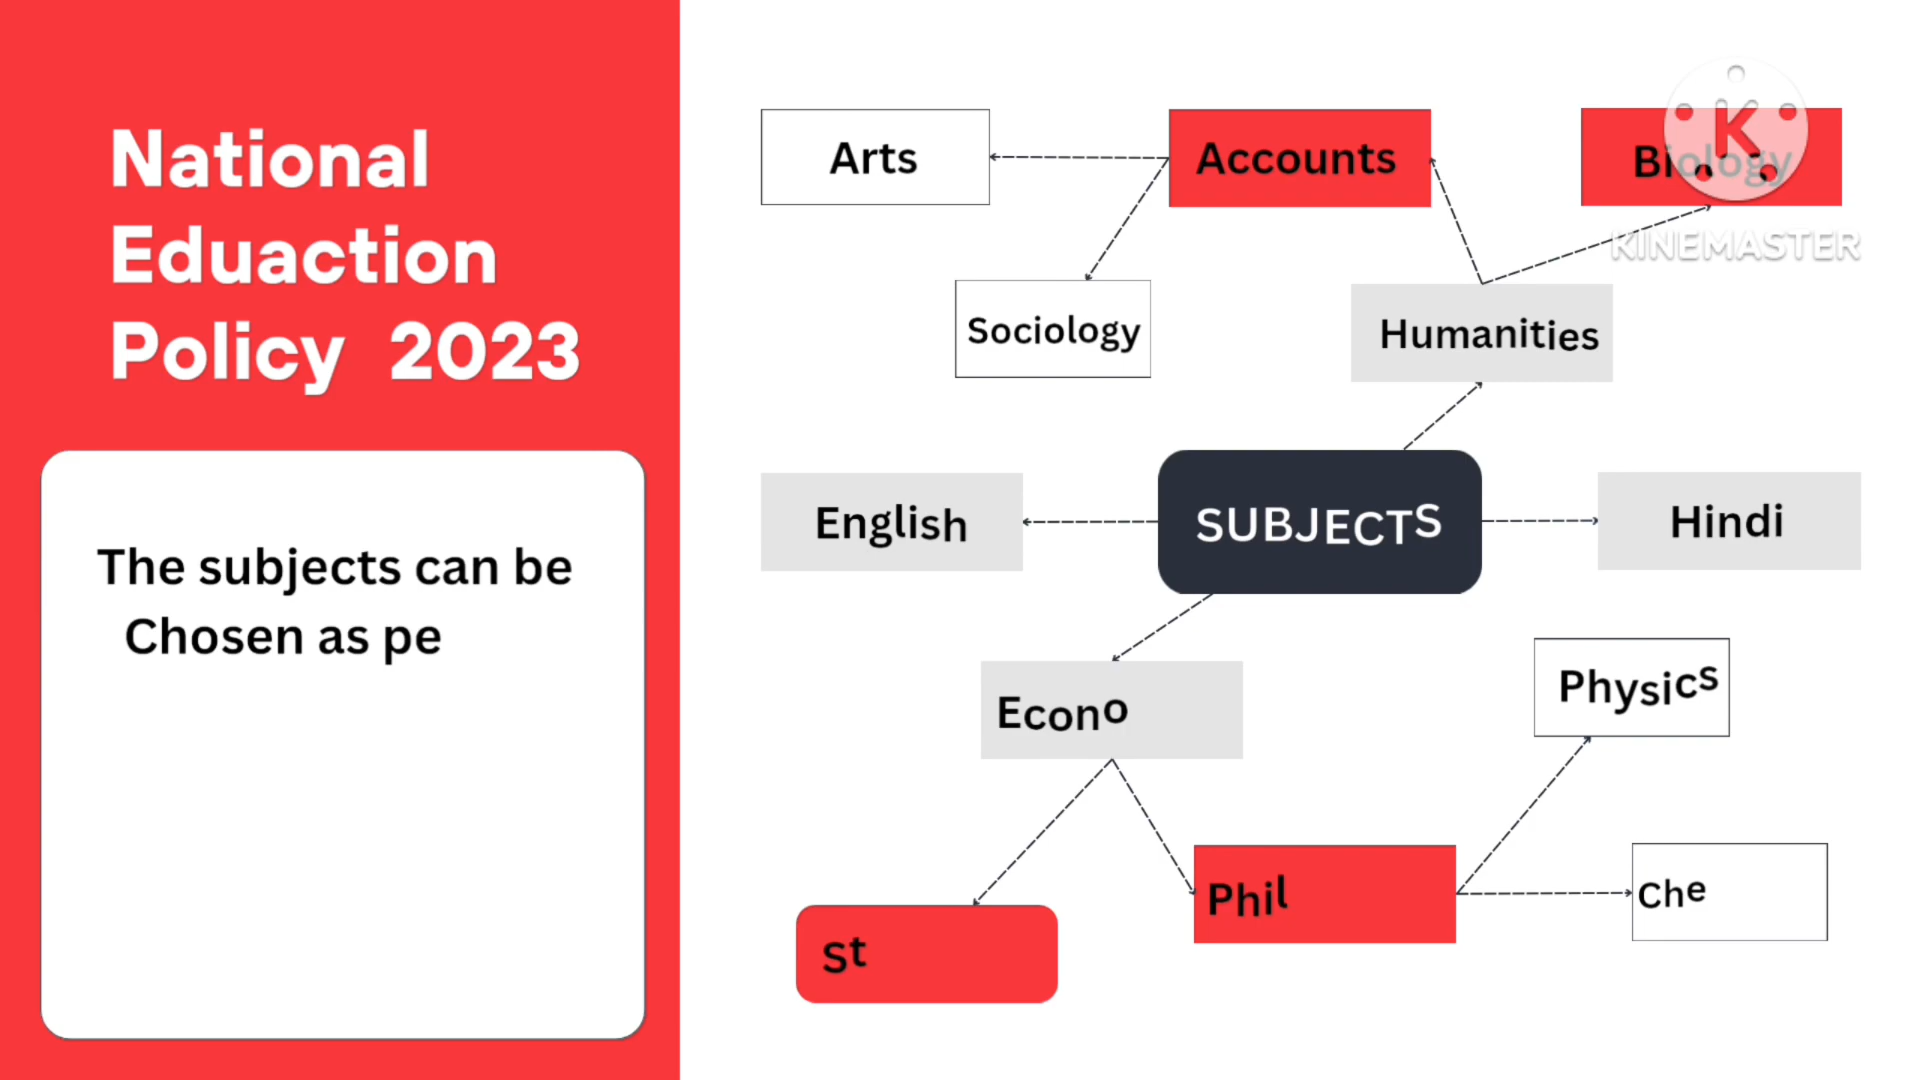 National
Eduaction
Policy 2023
The subjects can be
Chosen as pe
Arts
Accounts
Biology
K
KINEMASTER
Sociology
Humanities
English
SUBJECTS
Hindi
Econo
Physics
Phil
Che
St